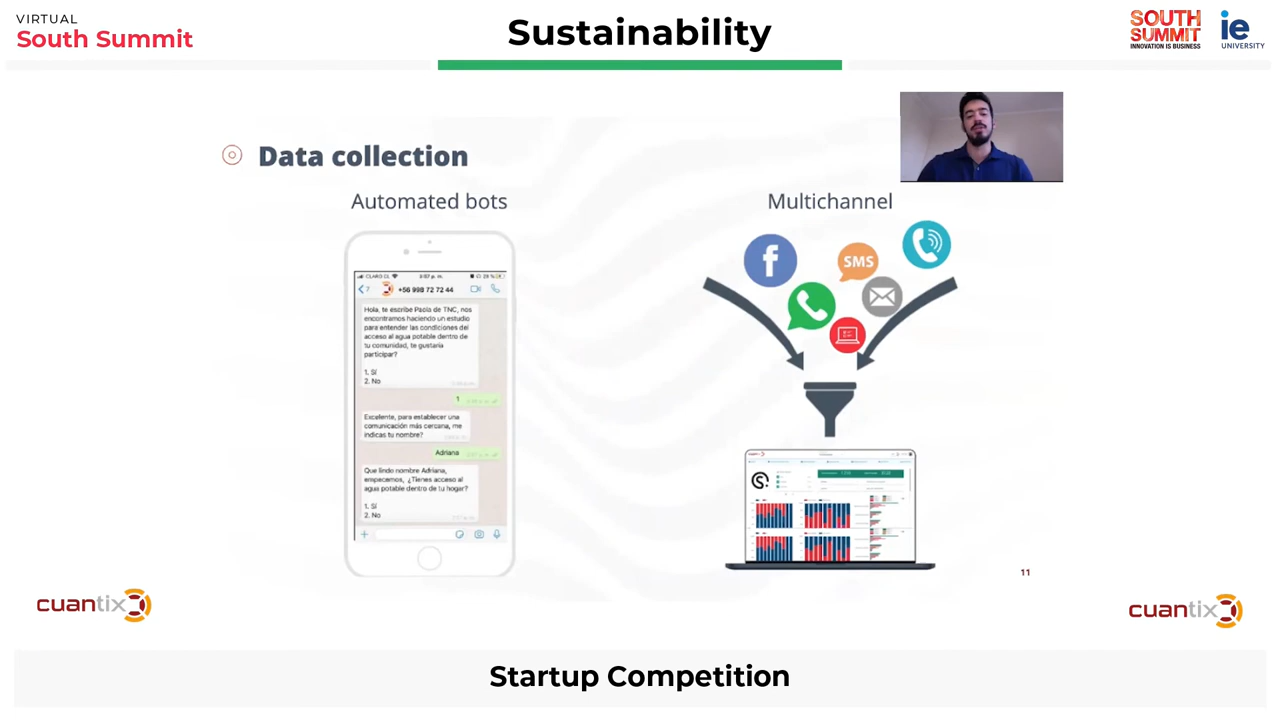 VIRTUAL
South Summit
Sustainability
SOUTH
SUMMIT
INNOVATION IS BUSINESS
ie
UNIVERSITY
Data collection
Automated bots
Multichannel
CLARO CL
+56 998 72 72 44
Hola, te escribe Paola de TNC, nos
encontramos haciendo un estudio
para entender las condiciones del
acceso al agua potable dentro de
tu comunidad, te gustaría
participar?
1. Sí
2. No
1
Excelente, para establecer una
comunicación más cercana, me
indicas tu nombre?
Adriana
Que lindo nombre Adriana,
empecemos, ¿Tienes acceso al
agua potable dentro de tu hogar?
1. Sí
2. No
f
SMS
11
cuantix
cuantix
Startup Competition